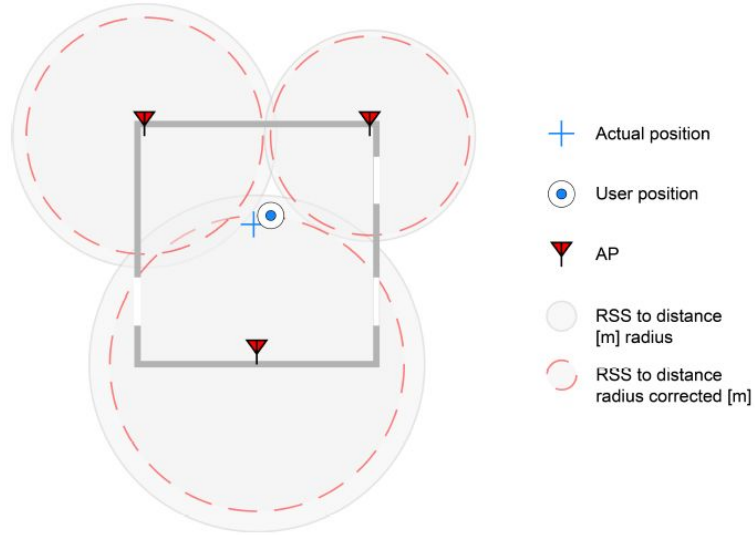 Actual position
User position
AP
RSS to distance
[m] radius
RSS to distance
radius corrected [m]